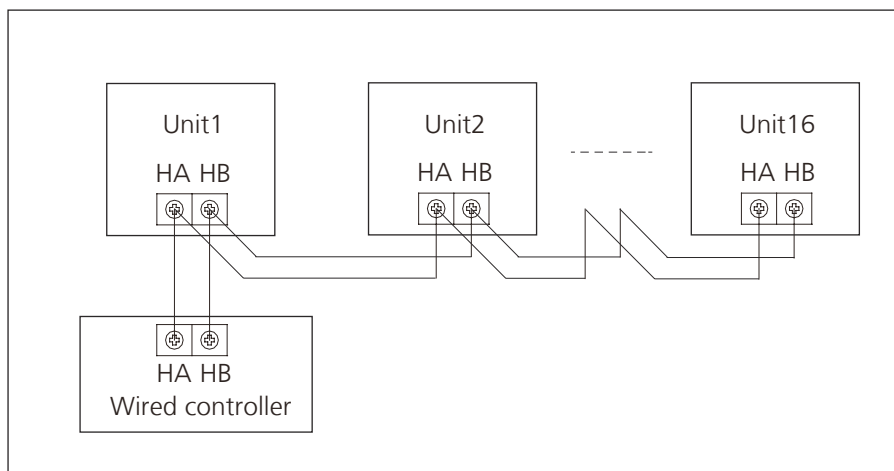 Unit1
HA HB
Unit2
HA HB
Unit16
HA HB
HA HB
Wired controller